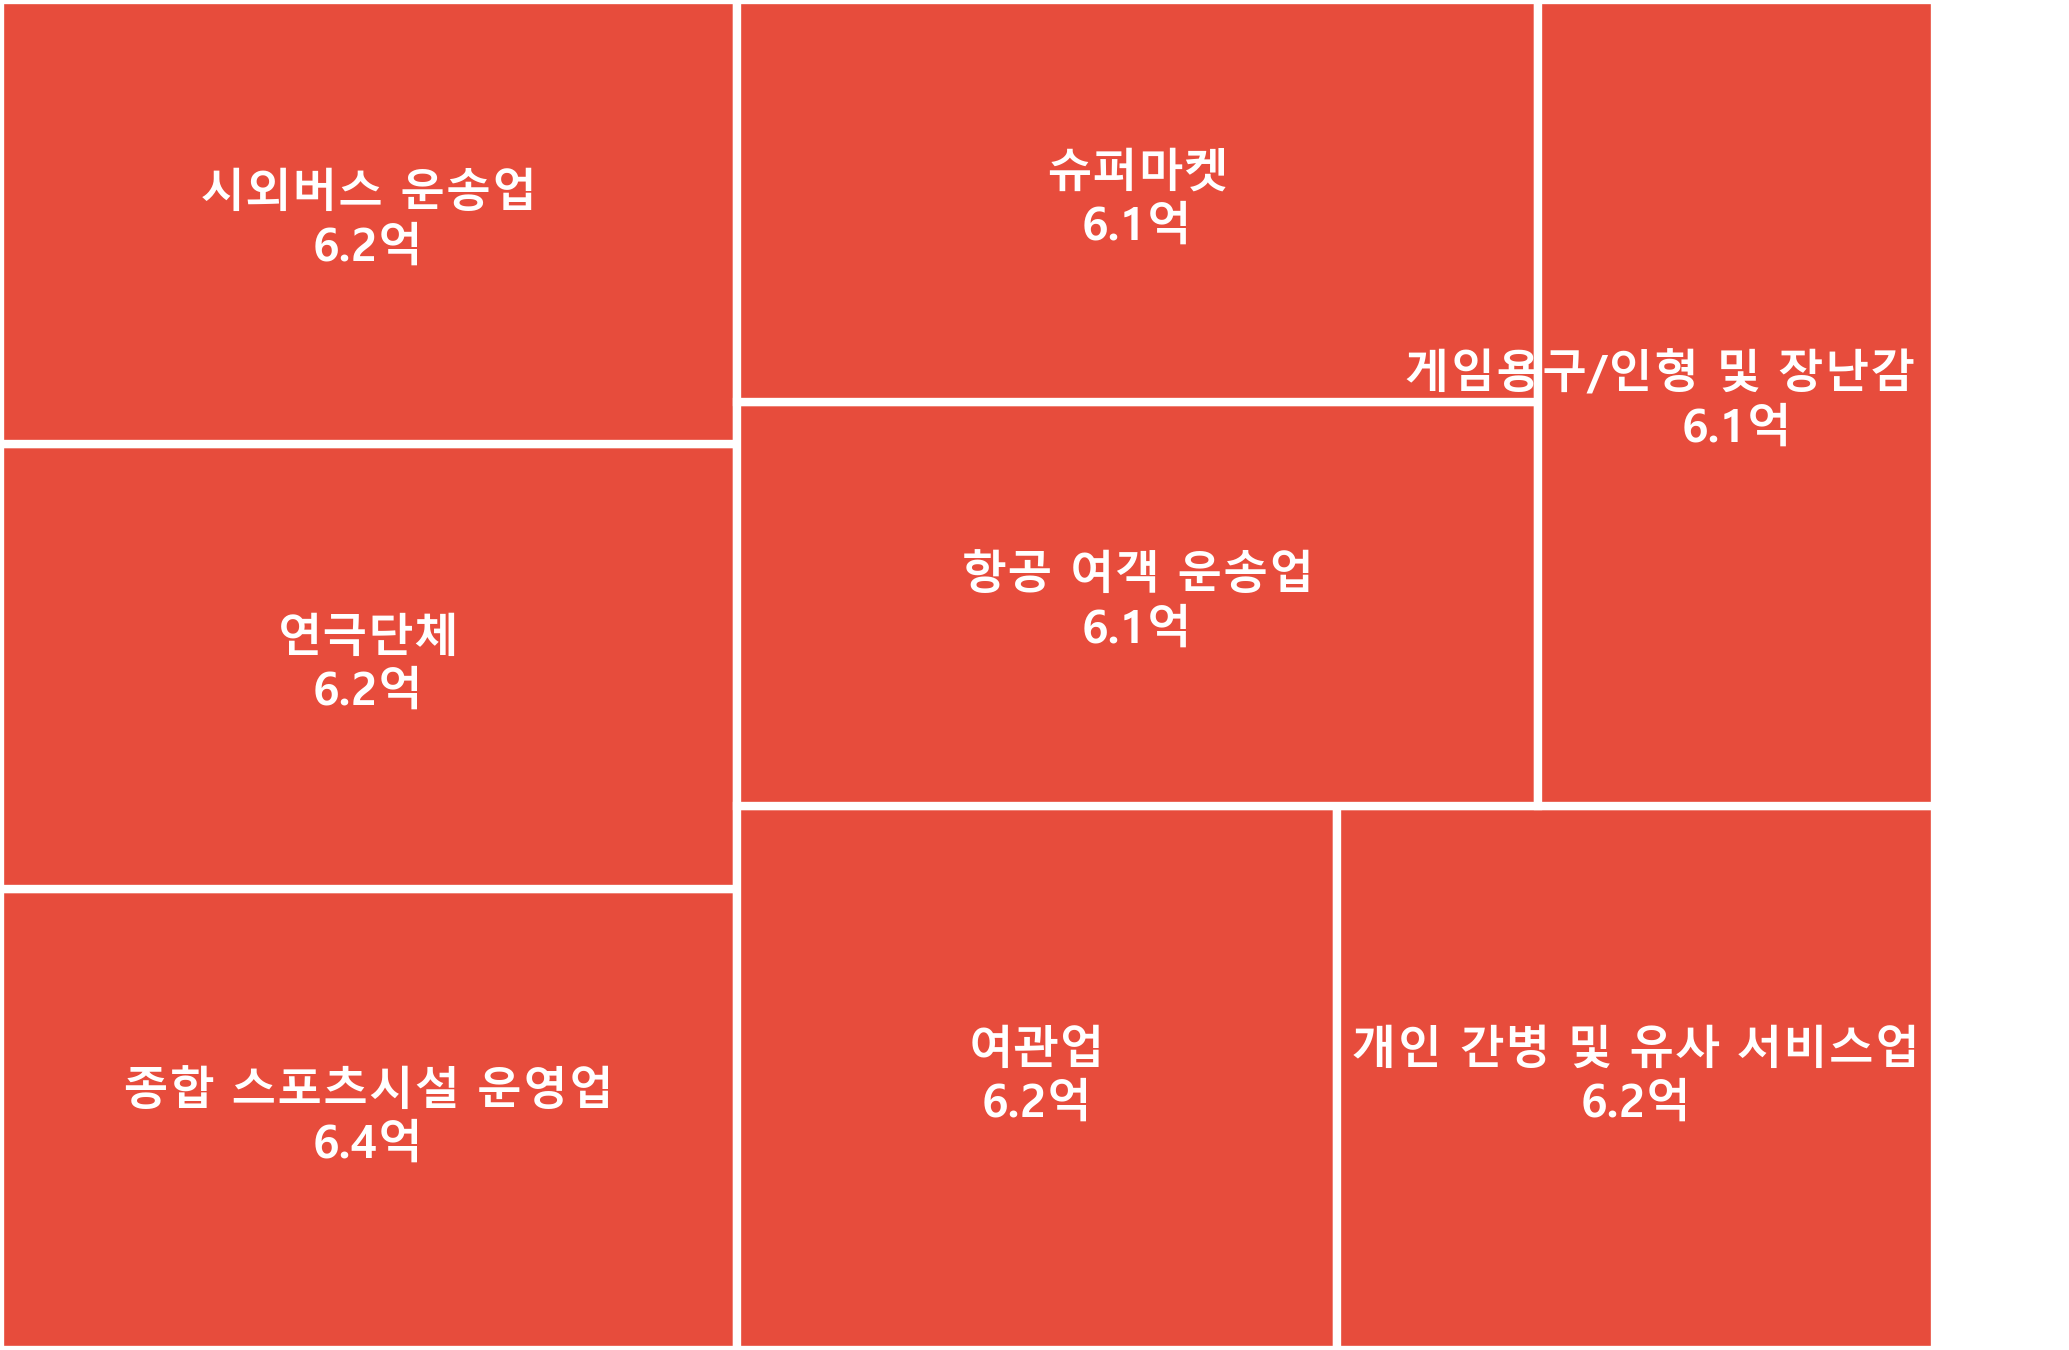 시외버스 운송업
6.2억
슈퍼마켓
6.1억
게임용구/인형 및 장난감
6.1억
연극단체
6.2억
항공 여객 운송업
6.1억
종합 스포츠시설 운영업
6.4억
여관업
6.2억
개인 간병 및 유사 서비스업
6.2억